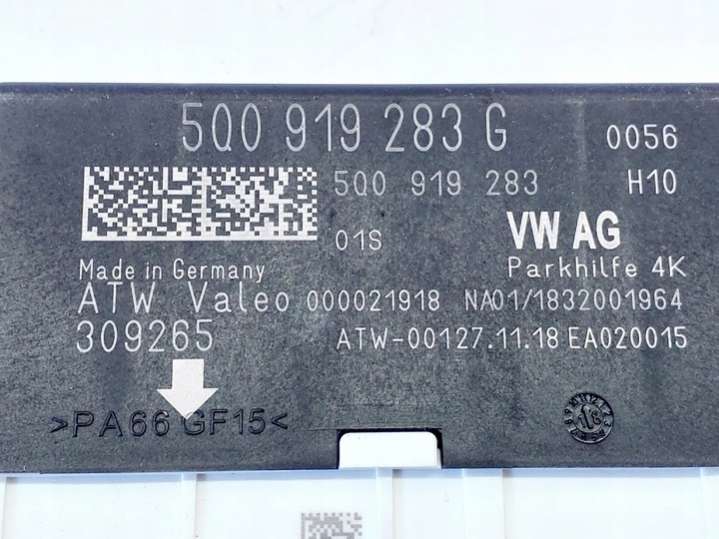 5Q0 919 283 G 0056
5Q0 919 283 H10
01S VW AG
Made in Germany Parkhilfe 4K
ATW Valeo 000021918 NA01/1832001964
309265 ATW-00127.11.18 EA020015
>PA66 GF15< 18